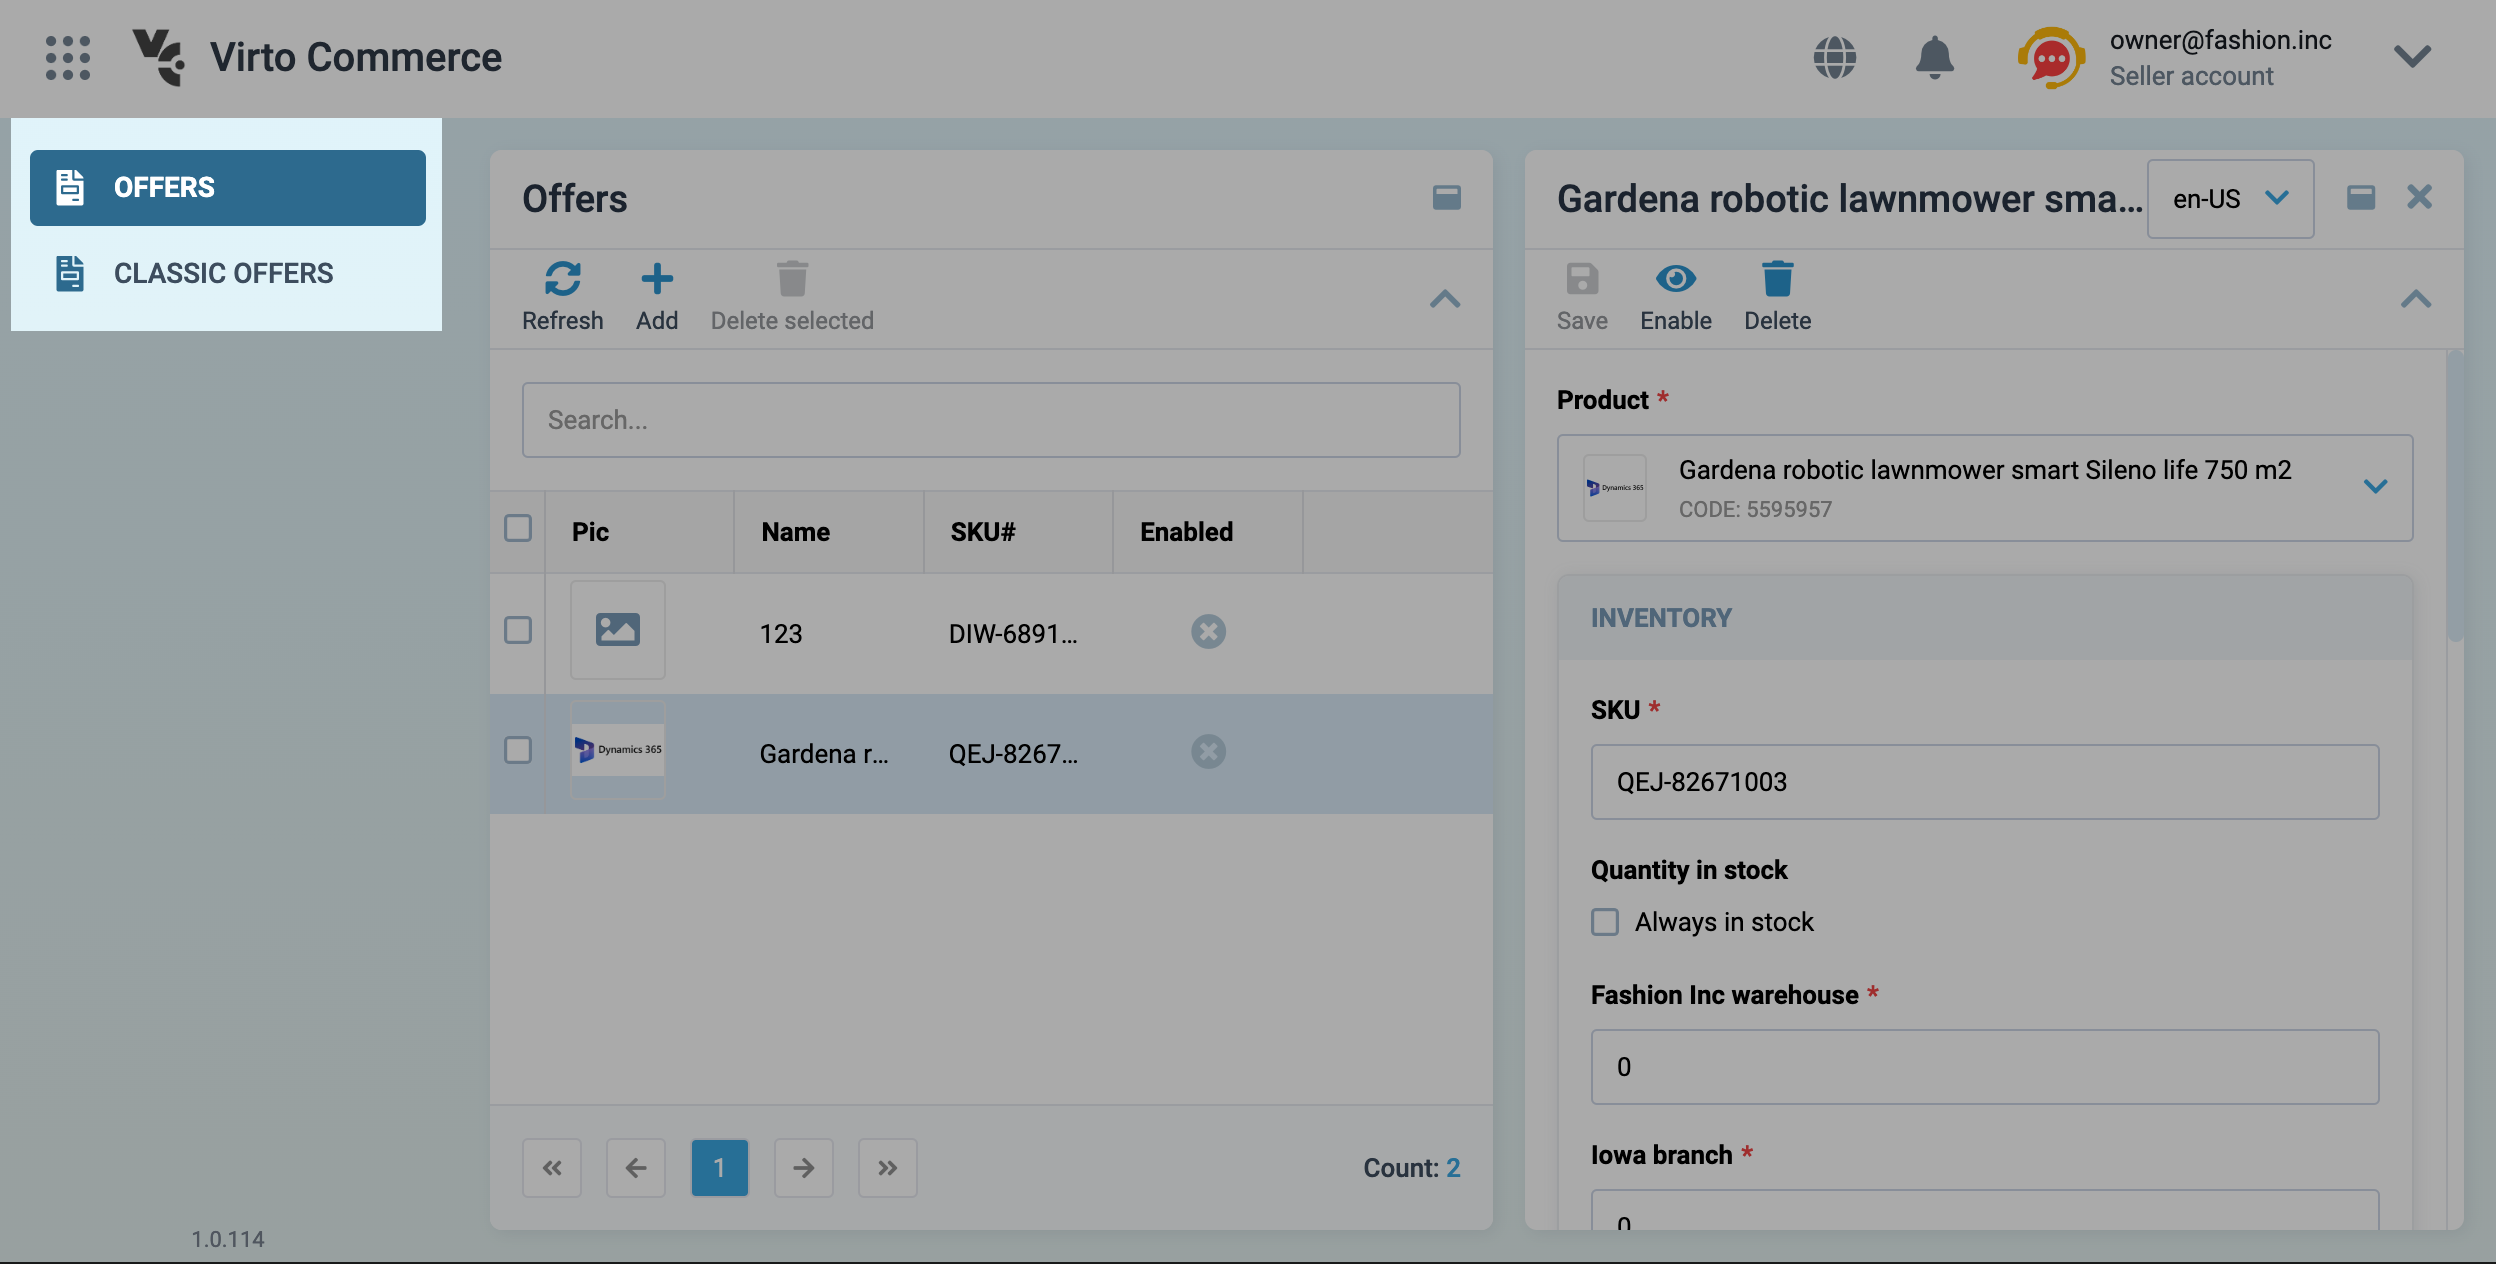 Virto Commerce
owner@fashion.inc
Seller account
OFFERS
CLASSIC OFFERS
1.0.114
Offers
Refresh
Add
Delete selected
Search...
Pic
Name
SKU#
Enabled
123
DIW-6891...
Dynamics 365
Gardena r...
QEJ-8267...
1
Count: 2
Gardena robotic lawnmower sma...
en-US
Save
Enable
Delete
Product *
Dynamics 365
Gardena robotic lawnmower smart Sileno life 750 m2
CODE: 5595957
INVENTORY
SKU *
QEJ-82671003
Quantity in stock
Always in stock
Fashion Inc warehouse *
0
Iowa branch *
0